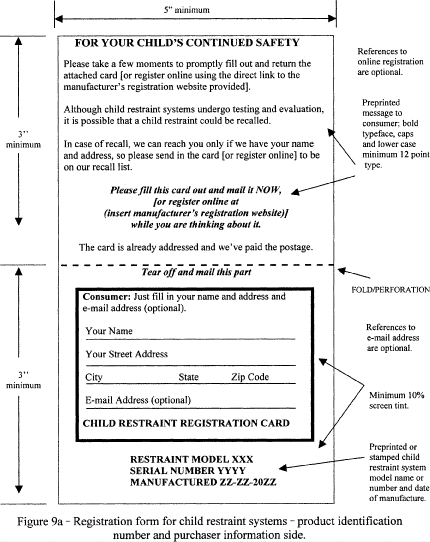 5" minimum
FOR YOUR CHILD'S CONTINUED SAFETY
Please take a few moments to promptly fill out and return the
attached card [or register online using the direct link to the
manufacturer's registration website provided].
Although child restraint systems undergo testing and evaluation,
it is possible that a child restraint could be recalled.
In case of recall, we can reach you only if we have your name
and address, so please send in the card [or register online] to be
on our recall list.
Please fill this card out and mail it NOW,
[or register online at
(insert manufacturer's registration website)]
while you are thinking about it.
The card is already addressed and we've paid the postage.
3"
minimum
References to
online registration
are optional.
Preprinted
message to
consumer; bold
typeface, caps
and lower case
minimum 12 point
type.
Tear off and mail this part
FOLD/PERFORATION
Consumer: Just fill in your name and address and
e-mail address (optional).
Your Name
Your Street Address
City State Zip Code
E-mail Address (optional)
CHILD RESTRAINT REGISTRATION CARD
RESTRAINT MODEL XXX
SERIAL NUMBER YYYY
MANUFACTURED ZZ-ZZ-20ZZ
3"
minimum
References to
e-mail address
are optional.
Minimum 10%
screen tint.
Preprinted or
stamped child
restraint system
model name or
number and date
of manufacture.
Figure 9a - Registration form for child restraint systems - product identification
number and purchaser information side.